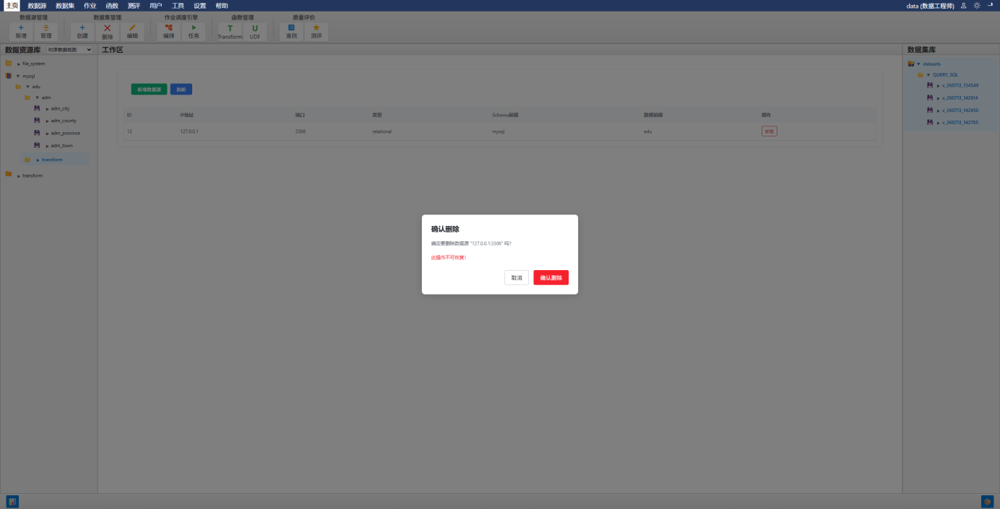 主页 数据源 数据集 作业 函数 测评 用户 工具 设置 帮助 data (数据工程师)
数据源管理 数据集管理 作业调度引擎 函数管理 质量评价
新增 管理 创建 删除 编辑 编排 任务 Transform UDF 准则 测评
数据资源库 时序数据视图 工作区 数据集库
file_system
mysql
edu
adm
adm_city
adm_county
adm_province
adm_town
transform
transform
新增数据源 刷新
ID IP地址 端口 类型 Schema前缀 数据前缀 操作
12 127.0.0.1 3306 relational mysql edu 卸载
确认删除
确定要删除数据源 "127.0.0.1:3306" 吗?
此操作不可恢复!
取消 确认删除
datasets
QUERY_SQL
v_260713_134549
v_260713_142614
v_260713_142650
v_260713_142705